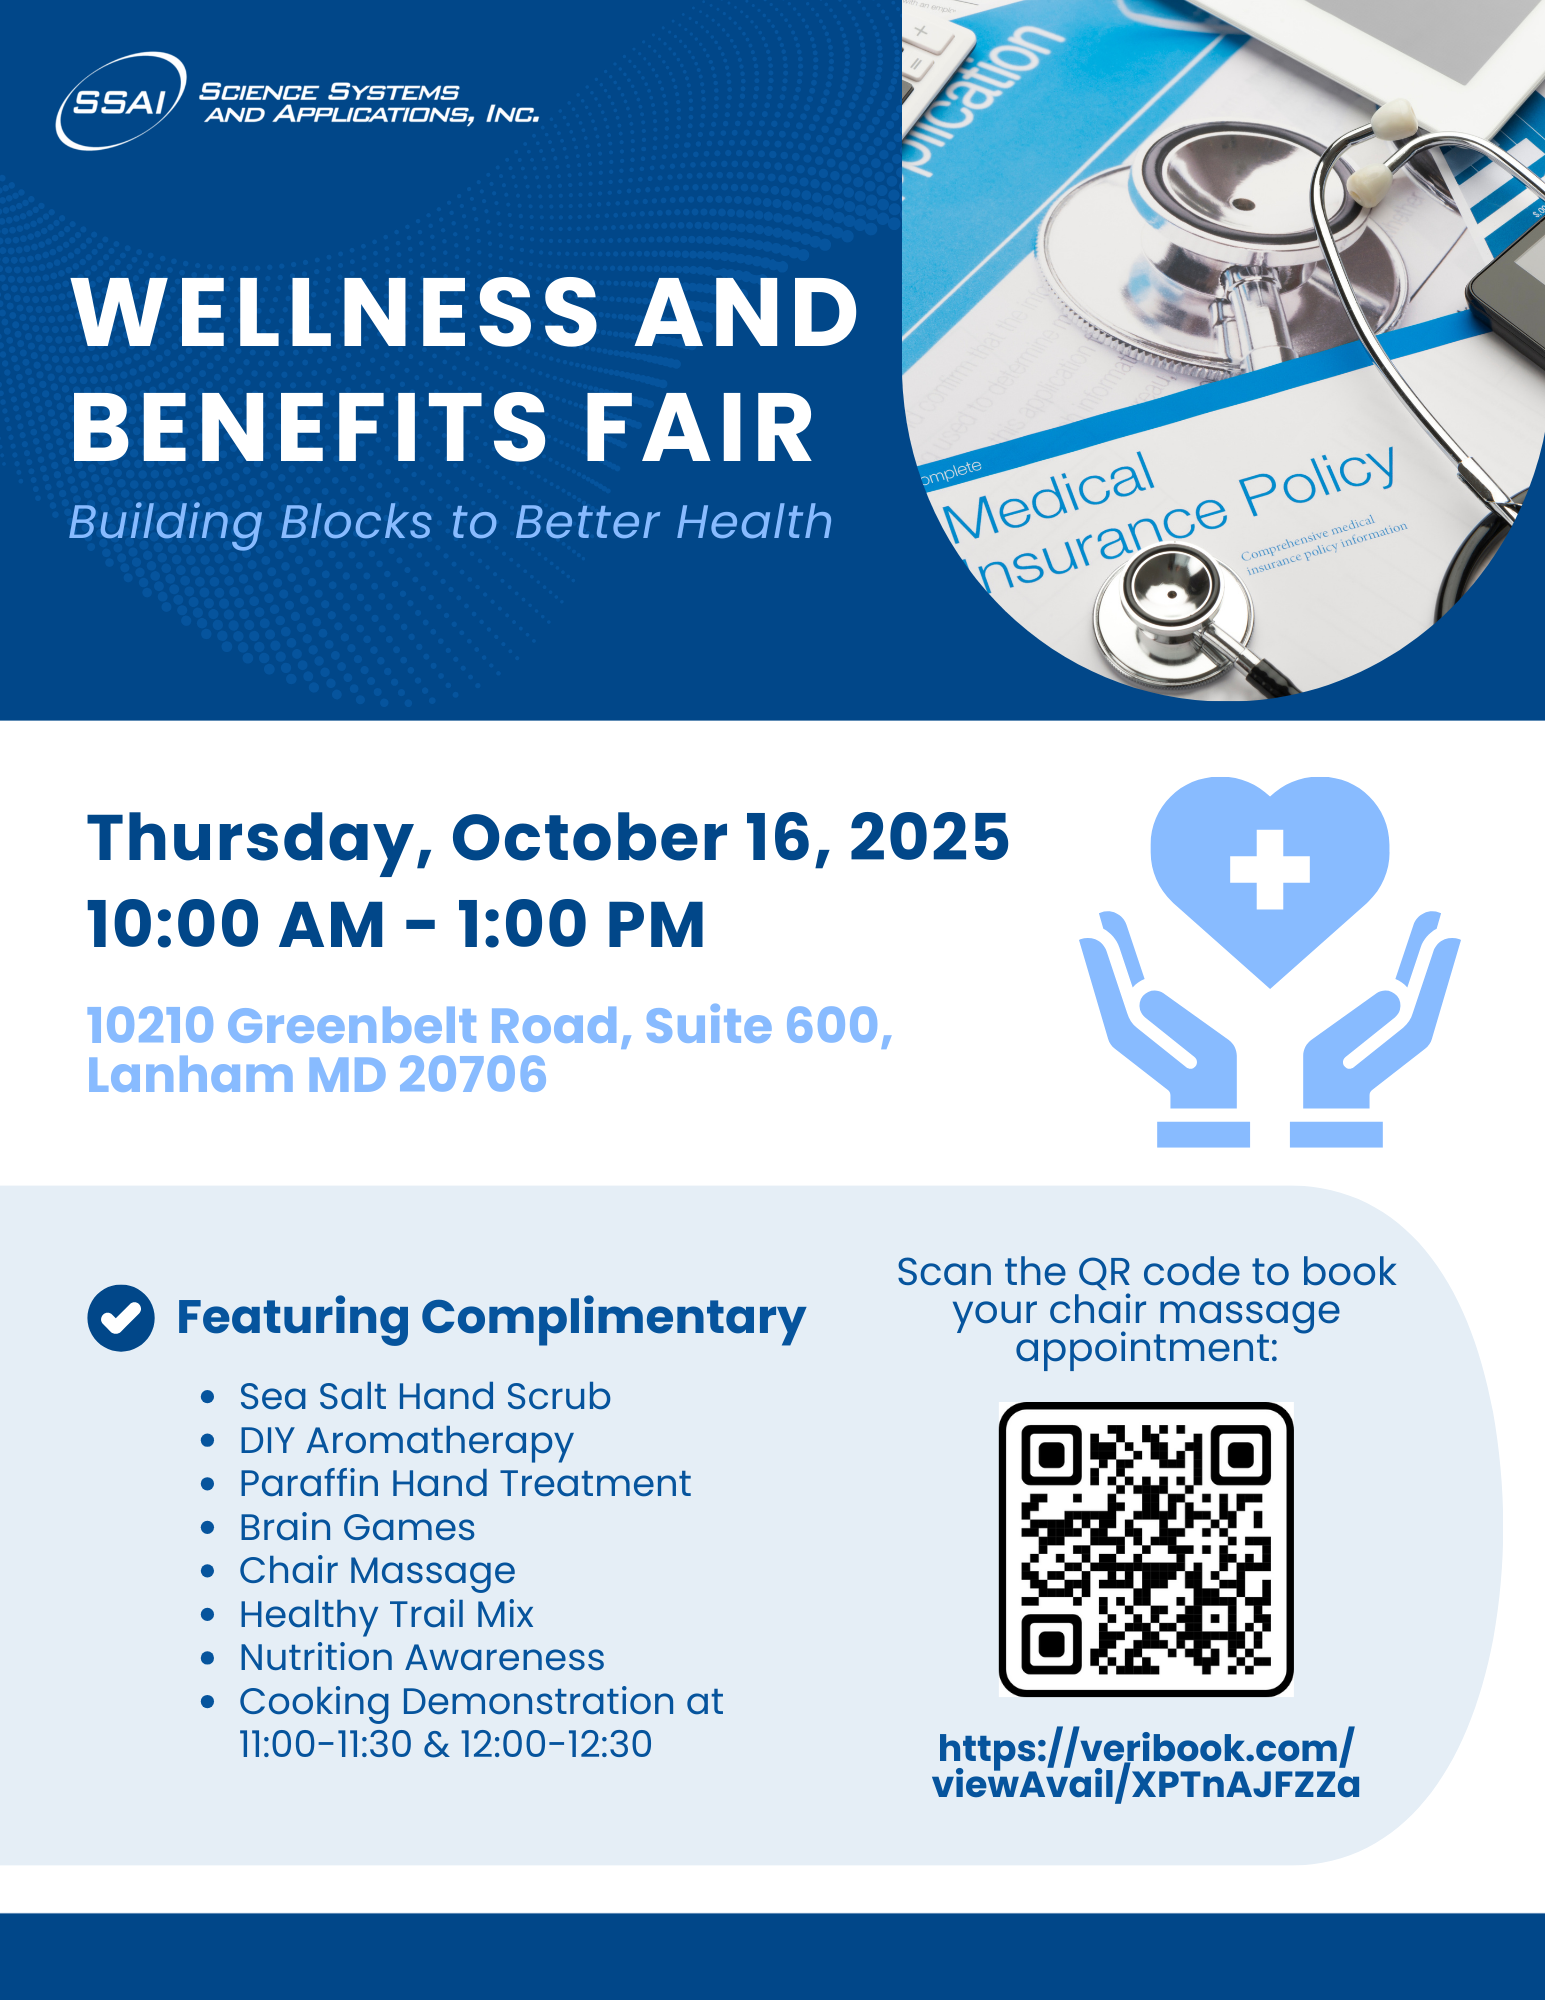 SSAI
SCIENCE SYSTEMS
AND APPLICATIONS, INC.
WELLNESS AND
BENEFITS FAIR
Building Blocks to Better Health
plication
omplete
Medical
Insurance Policy
Comprehensive medical
insurance policy information
Thursday, October 16, 2025
10:00 AM - 1:00 PM
10210 Greenbelt Road, Suite 600,
Lanham MD 20706
Featuring Complimentary
• Sea Salt Hand Scrub
• DIY Aromatherapy
• Paraffin Hand Treatment
• Brain Games
• Chair Massage
• Healthy Trail Mix
• Nutrition Awareness
• Cooking Demonstration at
11:00-11:30 & 12:00-12:30
Scan the QR code to book
your chair massage
appointment:
https://veribook.com/
viewAvail/XPTnAJFZZa